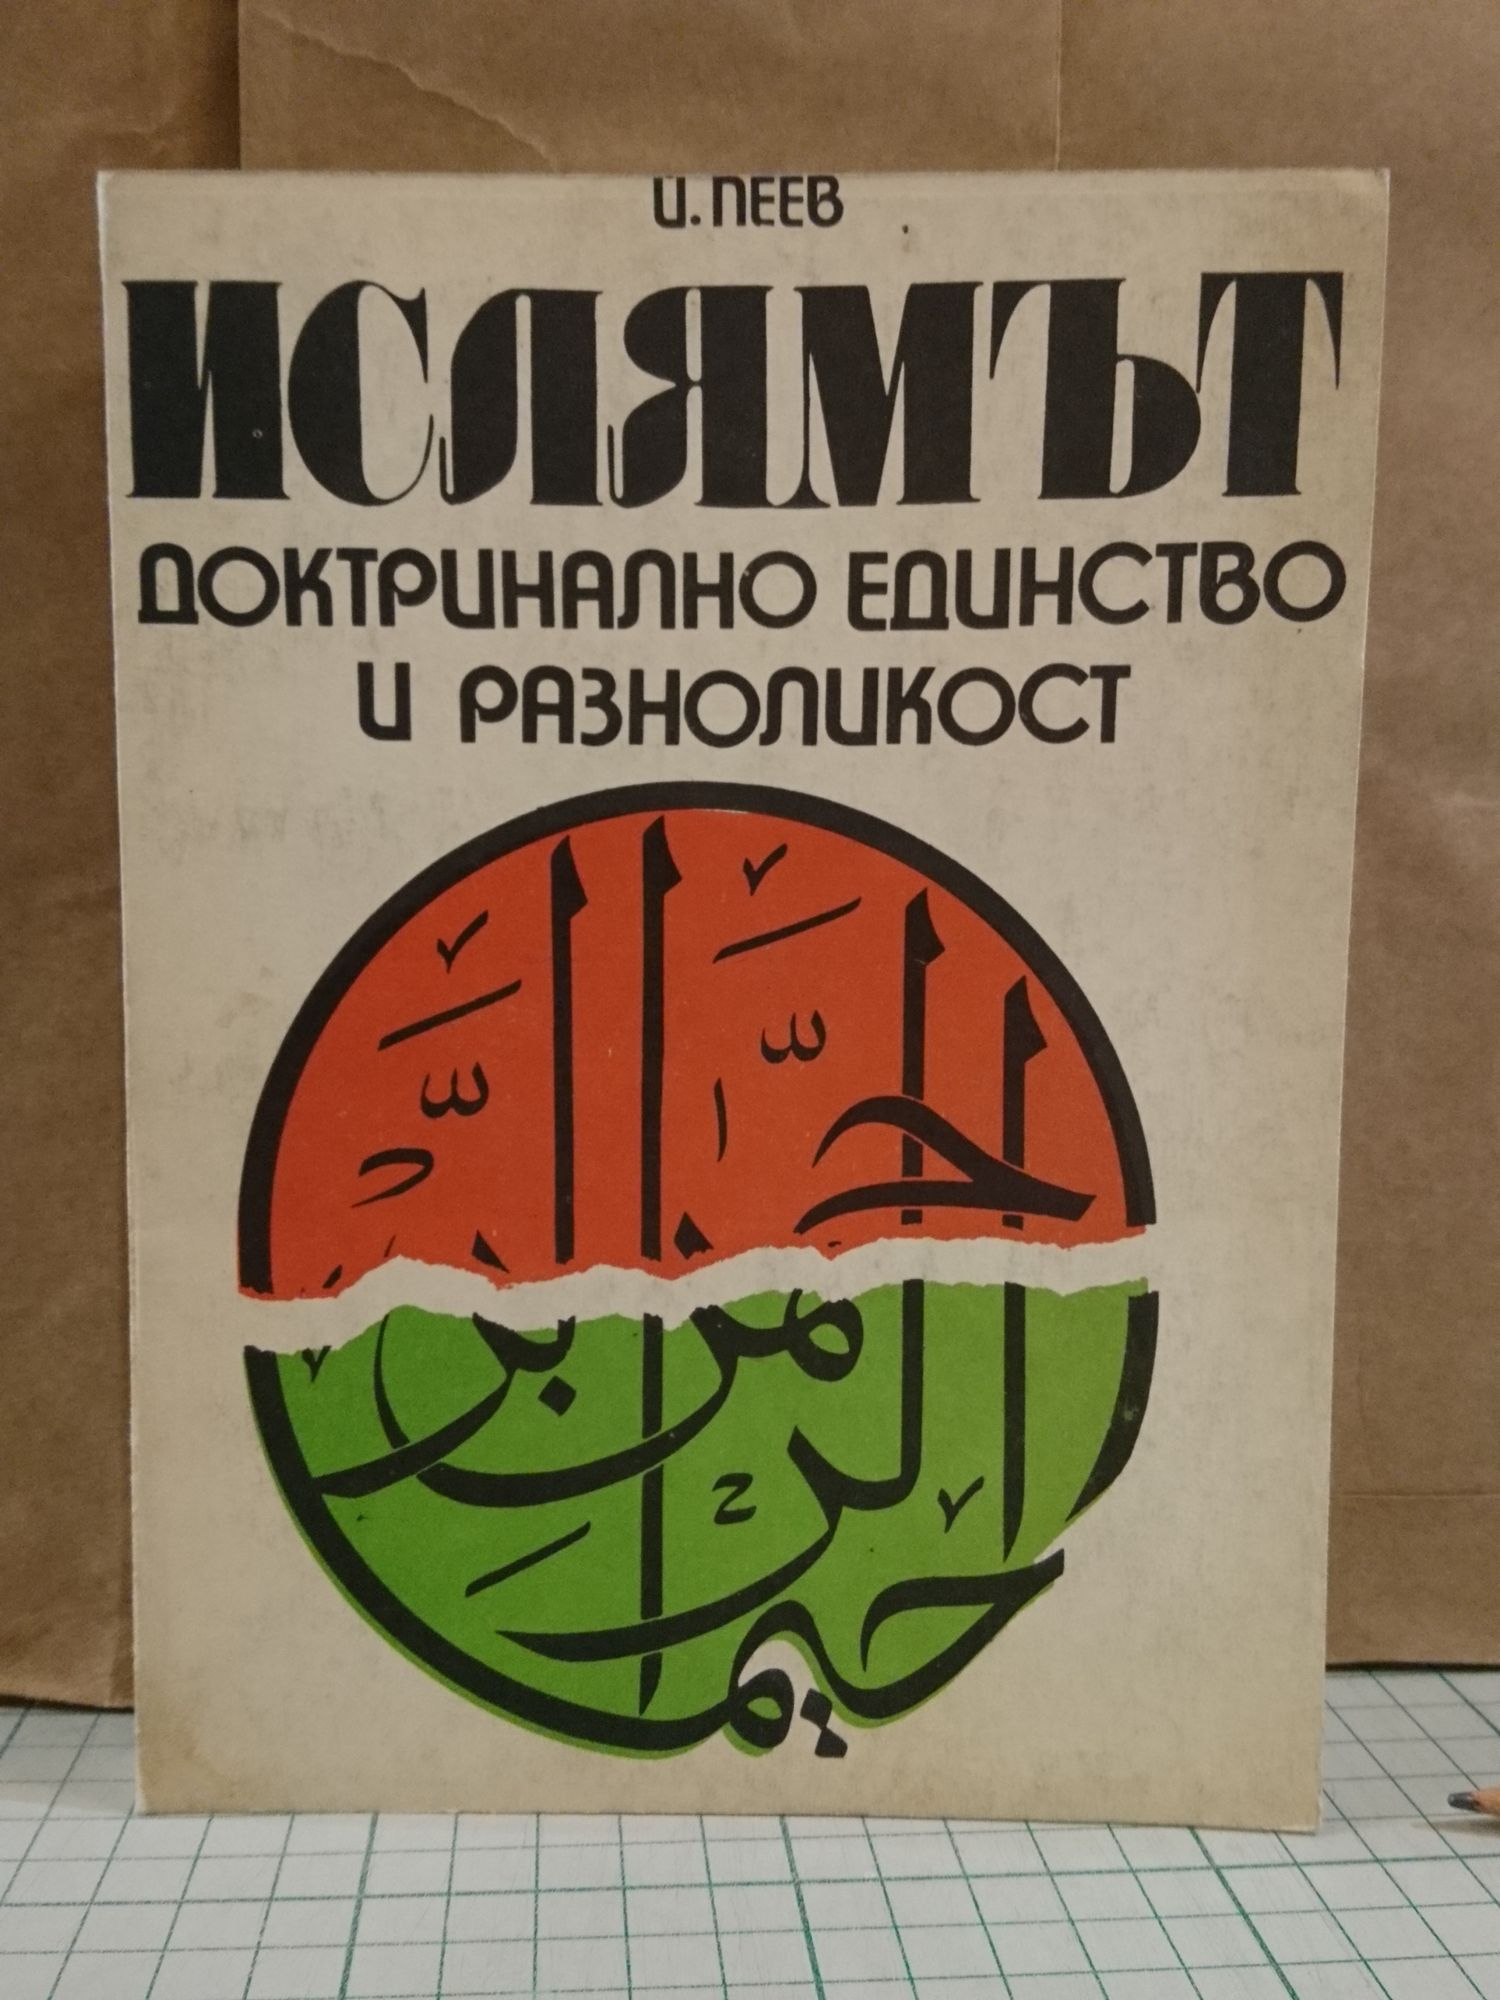 Й. ПЕЕВ
ИСЛЯМЪТ
ДОКТРИНАЛНО ЕДИНСТВО
И РАЗНОЛИКОСТ